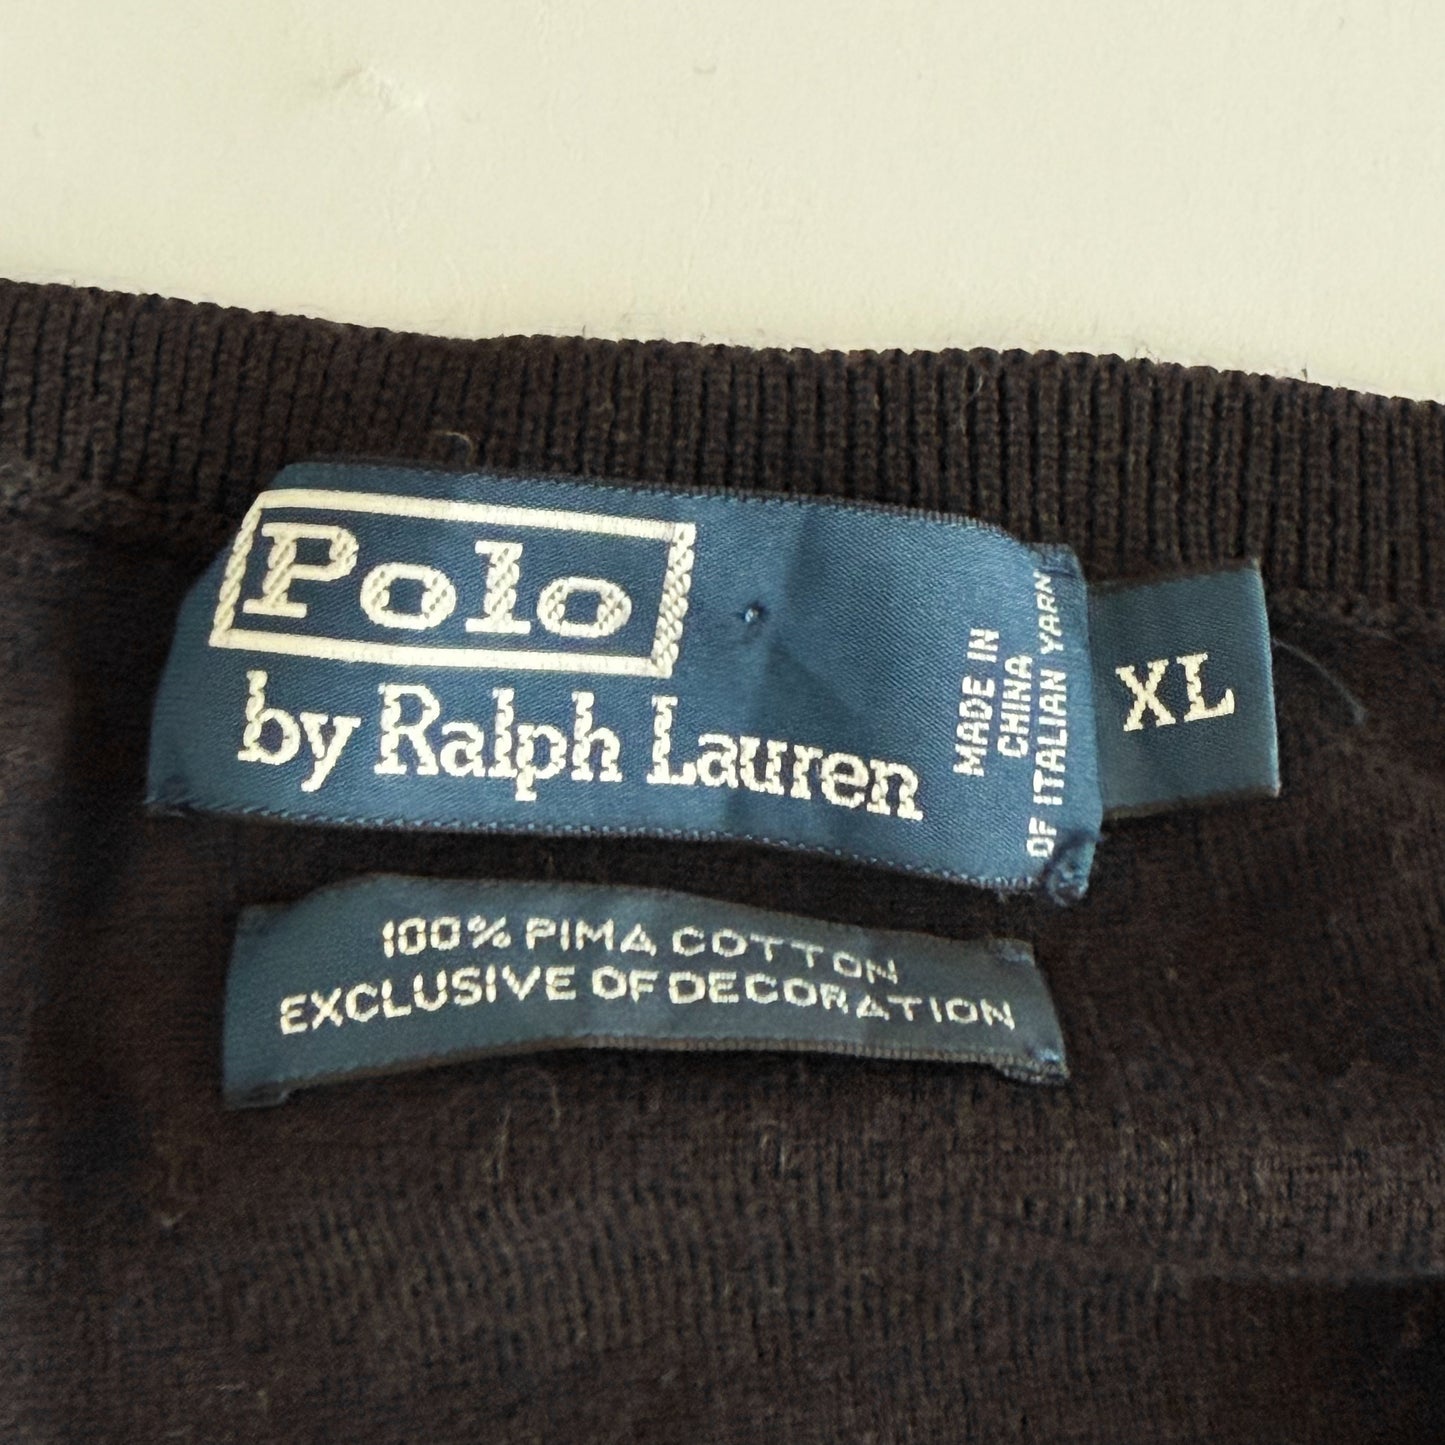 Polo
by Ralph Lauren
MADE IN
CHINA
OF ITALIAN YARN
XL
100% PIMA COTTON
EXCLUSIVE OF DECORATION